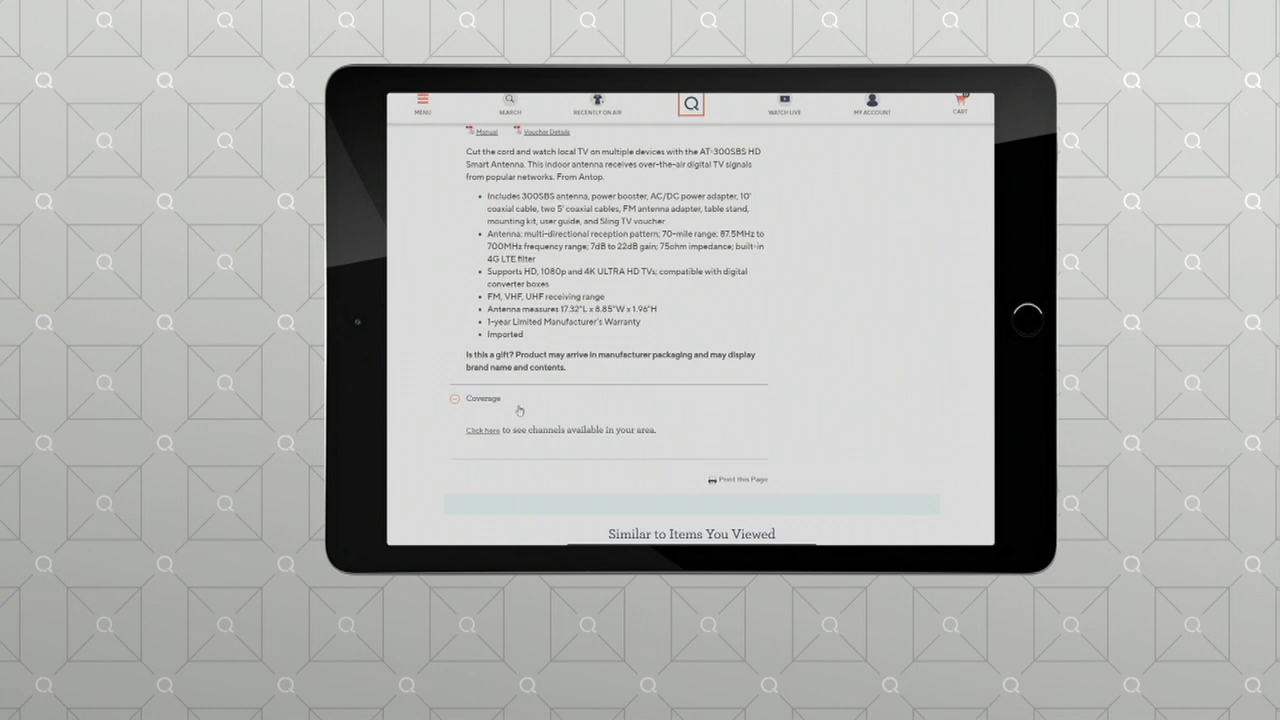 MENU
SEARCH
RECENTLY ON AIR
Q
WATCH LIVE
MY ACCOUNT
CART
Manual
Voucher Details
Cut the cord and watch local TV on multiple devices with the AT-300SBS HD
Smart Antenna. This indoor antenna receives over-the-air digital TV signals
from popular networks. From Antop.
• Includes 300SBS antenna, power booster, AC/DC power adapter, 10'
coaxial cable, two 5' coaxial cables, FM antenna adapter, table stand,
mounting kit, user guide, and Sling TV voucher
• Antenna: multi-directional reception pattern; 70-mile range; 87.5MHz to
700MHz frequency range; 7dB to 22dB gain; 75ohm impedance; built-in
4G LTE filter
• Supports HD, 1080p and 4K ULTRA HD TVs; compatible with digital
converter boxes
• FM, VHF, UHF receiving range
• Antenna measures 17.32"L x 8.85"W x 1.96"H
• 1-year Limited Manufacturer's Warranty
• Imported
Is this a gift? Product may arrive in manufacturer packaging and may display
brand name and contents.
Coverage
Click here to see channels available in your area.
Print this Page
Similar to Items You Viewed